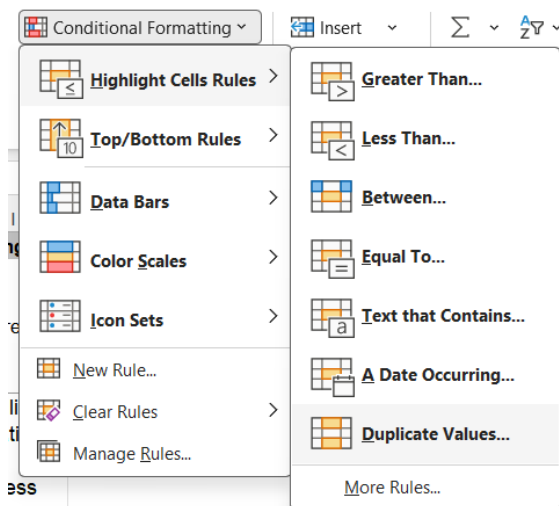 Conditional Formatting
Insert
Highlight Cells Rules
Top/Bottom Rules
Data Bars
Color Scales
Icon Sets
New Rule...
Clear Rules
Manage Rules...
Greater Than...
Less Than...
Between...
Equal To...
Text that Contains...
A Date Occurring...
Duplicate Values...
More Rules...
ess